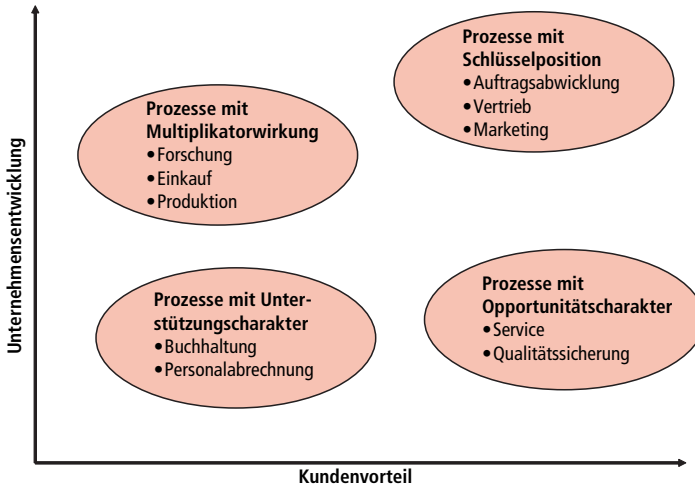 Prozesse mit
Schlüsselposition
• Auftragsabwicklung
• Vertrieb
• Marketing
Prozesse mit
Multiplikatorwirkung
• Forschung
• Einkauf
• Produktion
Prozesse mit Unter-
stützungscharakter
• Buchhaltung
• Personalabrechnung
Prozesse mit
Opportunitätscharakter
• Service
• Qualitätssicherung
Unternehmensentwicklung
Kundenvorteil